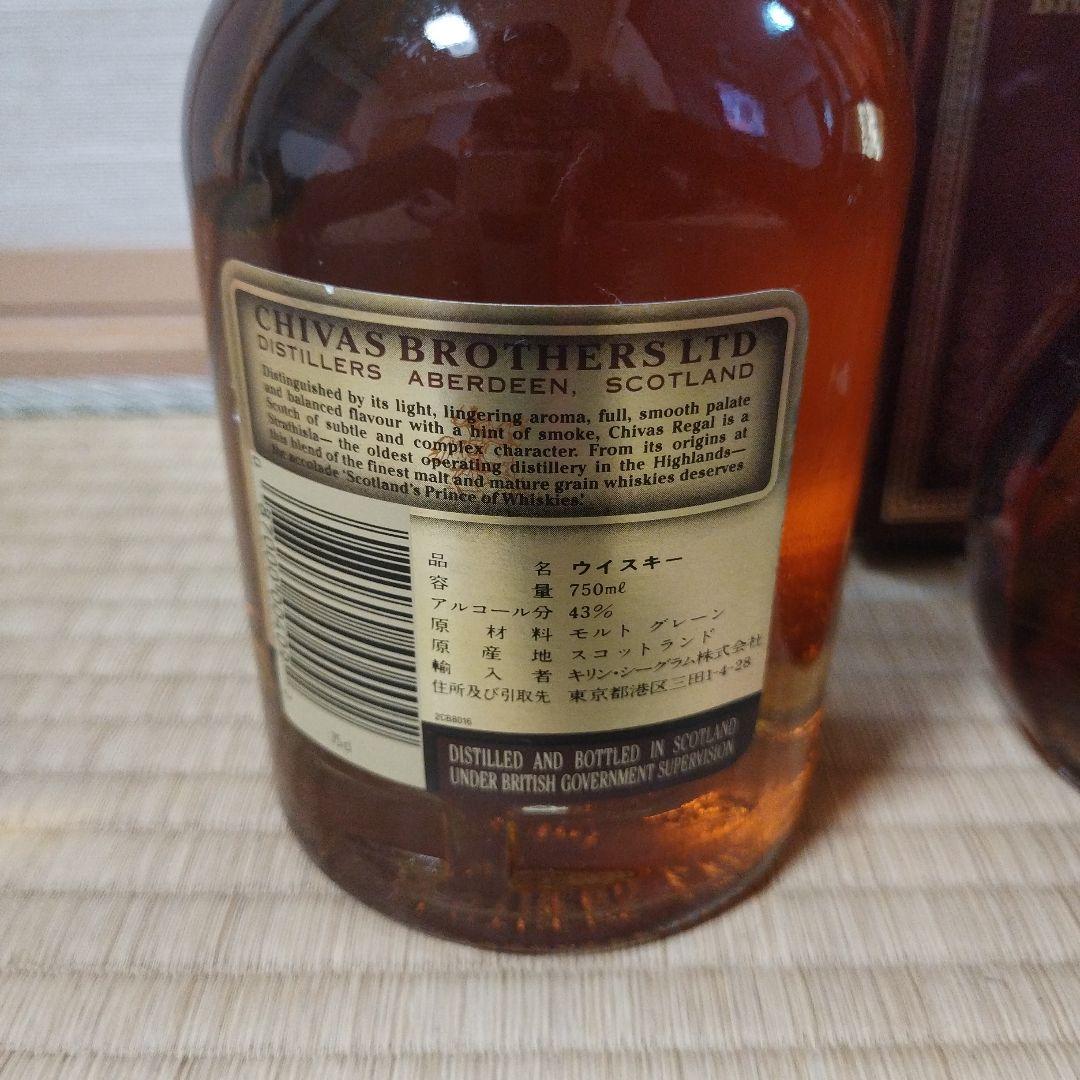 CHIVAS BROTHERS LTD
DISTILLERS ABERDEEN, SCOTLAND
Distinguished by its light, lingering aroma, full, smooth palate
and balanced flavour with a hint of smoke, Chivas Regal is a
Scotch of subtle and complex character. From its origins at
Strathisla— the oldest operating distillery in the Highlands—
this blend of the finest malt and mature grain whiskies deserves
the accolade 'Scotland's Prince of Whiskies.'
品名 ウイスキー
容量 750mℓ
アルコール分 43%
原材料 モルト グレーン
原産地 スコットランド
輸入者 キリン・シーグラム株式会社
住所及び引取先 東京都港区三田1-4-28
2CB8016
75cl
DISTILLED AND BOTTLED IN SCOTLAND
UNDER BRITISH GOVERNMENT SUPERVISION